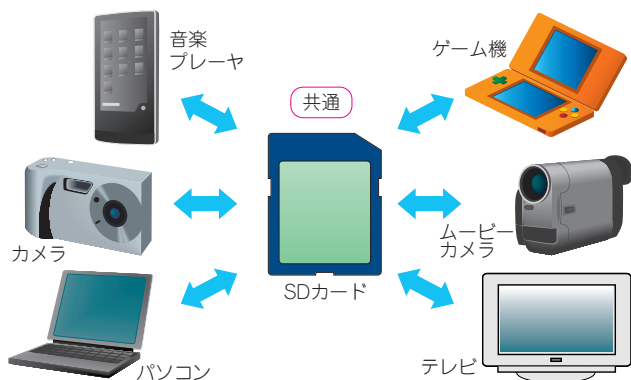 音楽
プレーヤ
ゲーム機
共通
カメラ
ムービー
カメラ
SDカード
パソコン
テレビ